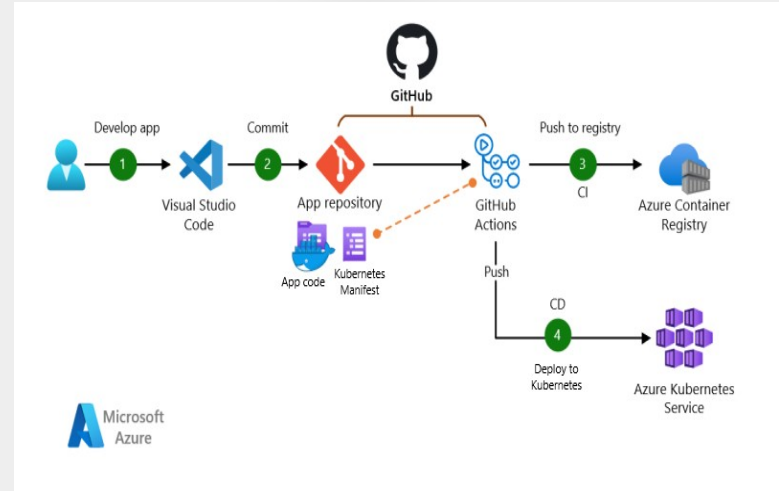 GitHub
Develop app
1
Visual Studio
Code
Commit
2
App repository
App code
Kubernetes
Manifest
GitHub
Actions
Push to registry
3
CI
Azure Container
Registry
Push
CD
4
Deploy to
Kubernetes
Azure Kubernetes
Service
Microsoft
Azure